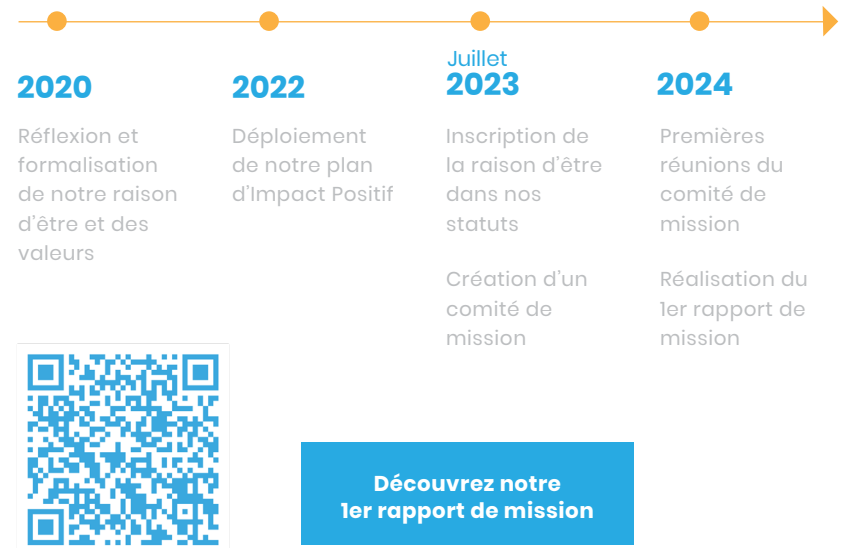 2020
Réflexion et
formalisation
de notre raison
d'être et des
valeurs
2022
Déploiement
de notre plan
d'Impact Positif
Juillet
2023
Inscription de
la raison d'être
dans nos
statuts
Création d'un
comité de
mission
2024
Premières
réunions du
comité de
mission
Réalisation du
1er rapport de
mission
Découvrez notre
1er rapport de mission